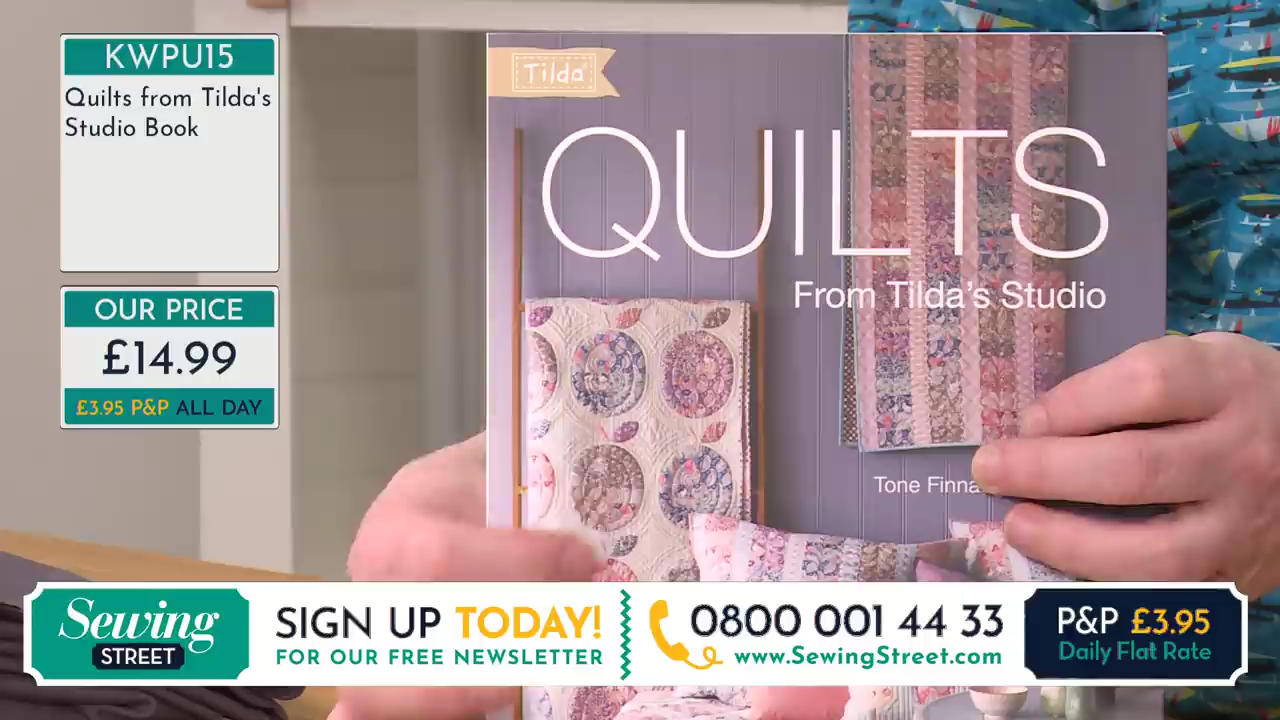 KWPU15
Quilts from Tilda's
Studio Book
OUR PRICE
£14.99
£3.95 P&P ALL DAY
Tilda
QUILTS
From Tilda's Studio
Tone
Sewing
STREET
SIGN UP TODAY!
FOR OUR FREE NEWSLETTER
0800 001 44 33
www.SewingStreet.com
P&P £3.95
Daily Flat Rate